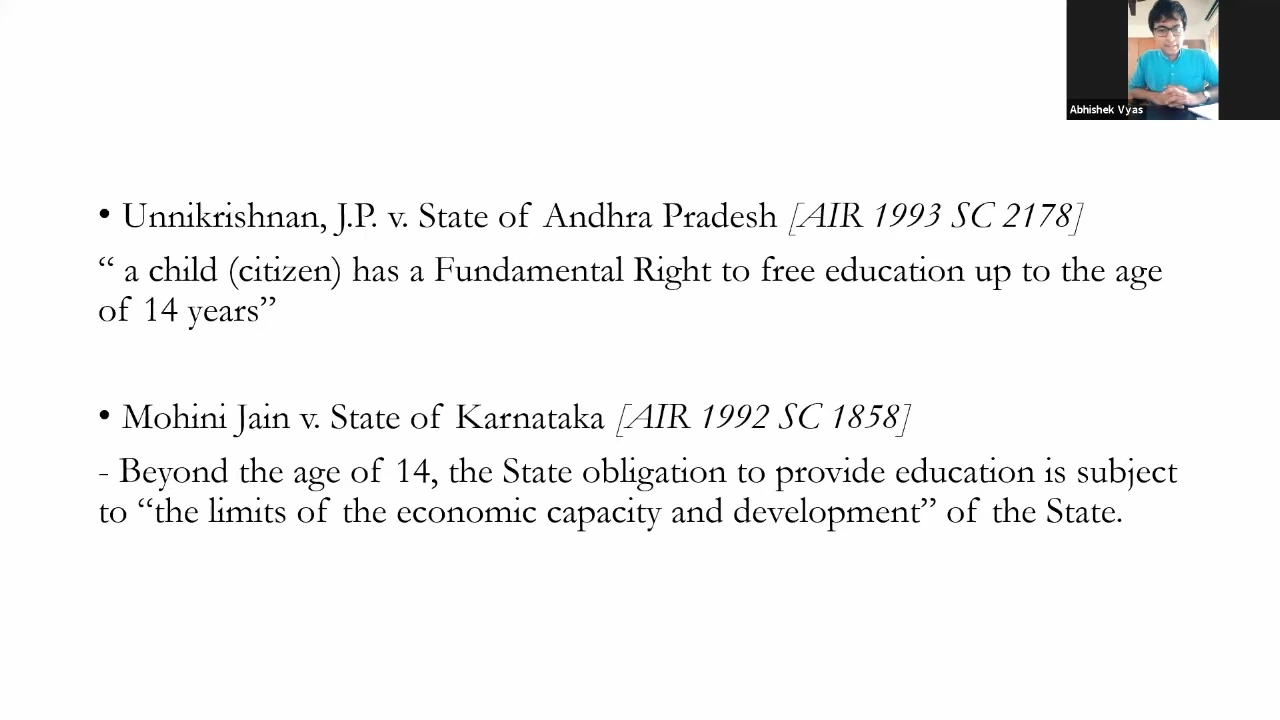 Abhishek Vyas
• Unnikrishnan, J.P. v. State of Andhra Pradesh [AIR 1993 SC 2178]
“ a child (citizen) has a Fundamental Right to free education up to the age
of 14 years”
• Mohini Jain v. State of Karnataka [AIR 1992 SC 1858]
- Beyond the age of 14, the State obligation to provide education is subject
to “the limits of the economic capacity and development” of the State.